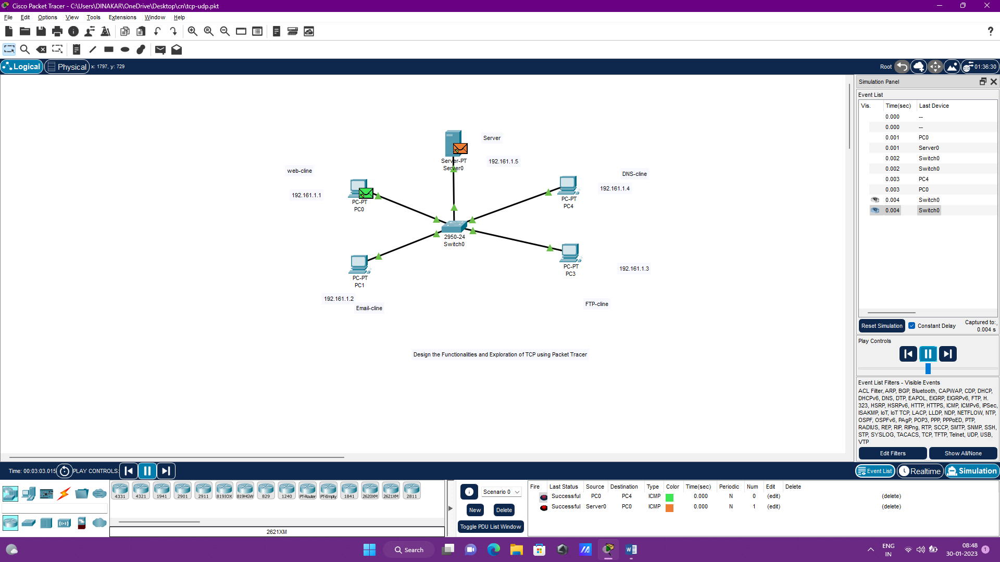 Cisco Packet Tracer - C:\Users\DINAKAR\OneDrive\Desktop\cn\tcp-udp.pkt
File Edit Options View Tools Extensions Window Help
Logical Physical x: 1797, y: 729 Root 01:36:30
Simulation Panel
Event List
Vis. Time(sec) Last Device
0.000 --
0.000 --
0.001 PC0
0.001 Server0
0.002 Switch0
0.002 Switch0
0.003 PC4
0.003 PC0
0.004 Switch0
0.004 Switch0
Reset Simulation Constant Delay Captured to:
0.004 s
Play Controls
Event List Filters - Visible Events
ACL Filter, ARP, BGP, Bluetooth, CAPWAP, CDP, DHCP,
DHCPv6, DNS, DTP, EAPOL, EIGRP, EIGRPv6, FTP, H.
323, HSRP, HSRPv6, HTTP, HTTPS, ICMP, ICMPv6, IPSec,
ISAKMP, IoT, IoT TCP, LACP, LLDP, NDP, NETFLOW, NTP,
OSPF, OSPFv6, PAgP, POP3, PPP, PPPoED, PTP,
RADIUS, REP, RIP, RIPng, RTP, SCCP, SMTP, SNMP, SSH,
STP, SYSLOG, TACACS, TCP, TFTP, Telnet, UDP, USB,
VTP
Edit Filters Show All/None
Server
Server-PT
Server0
192.161.1.5
web-cline
192.161.1.1
PC-PT
PC0
DNS-cline
192.161.1.4
PC-PT
PC4
2950-24
Switch0
PC-PT
PC3
192.161.1.3
FTP-cline
PC-PT
PC1
192.161.1.2
Email-cline
Design the Functionalities and Exploration of TCP using Packet Tracer
Time: 00:03:03.015 PLAY CONTROLS: Event List Realtime Simulation
4331 4321 1941 2901 2911 819IOX 819HGW 829 1240 PT-Router PT-Empty 1841 2620XM 2621XM 2811
2621XM
Scenario 0
New Delete
Toggle PDU List Window
Fire Last Status Source Destination Type Color Time(sec) Periodic Num Edit Delete
Successful PC0 PC4 ICMP 0.000 N 0 (edit) (delete)
Successful Server0 PC0 ICMP 0.000 N 1 (edit) (delete)
Search
ENG
IN
08:48
30-01-2023
1